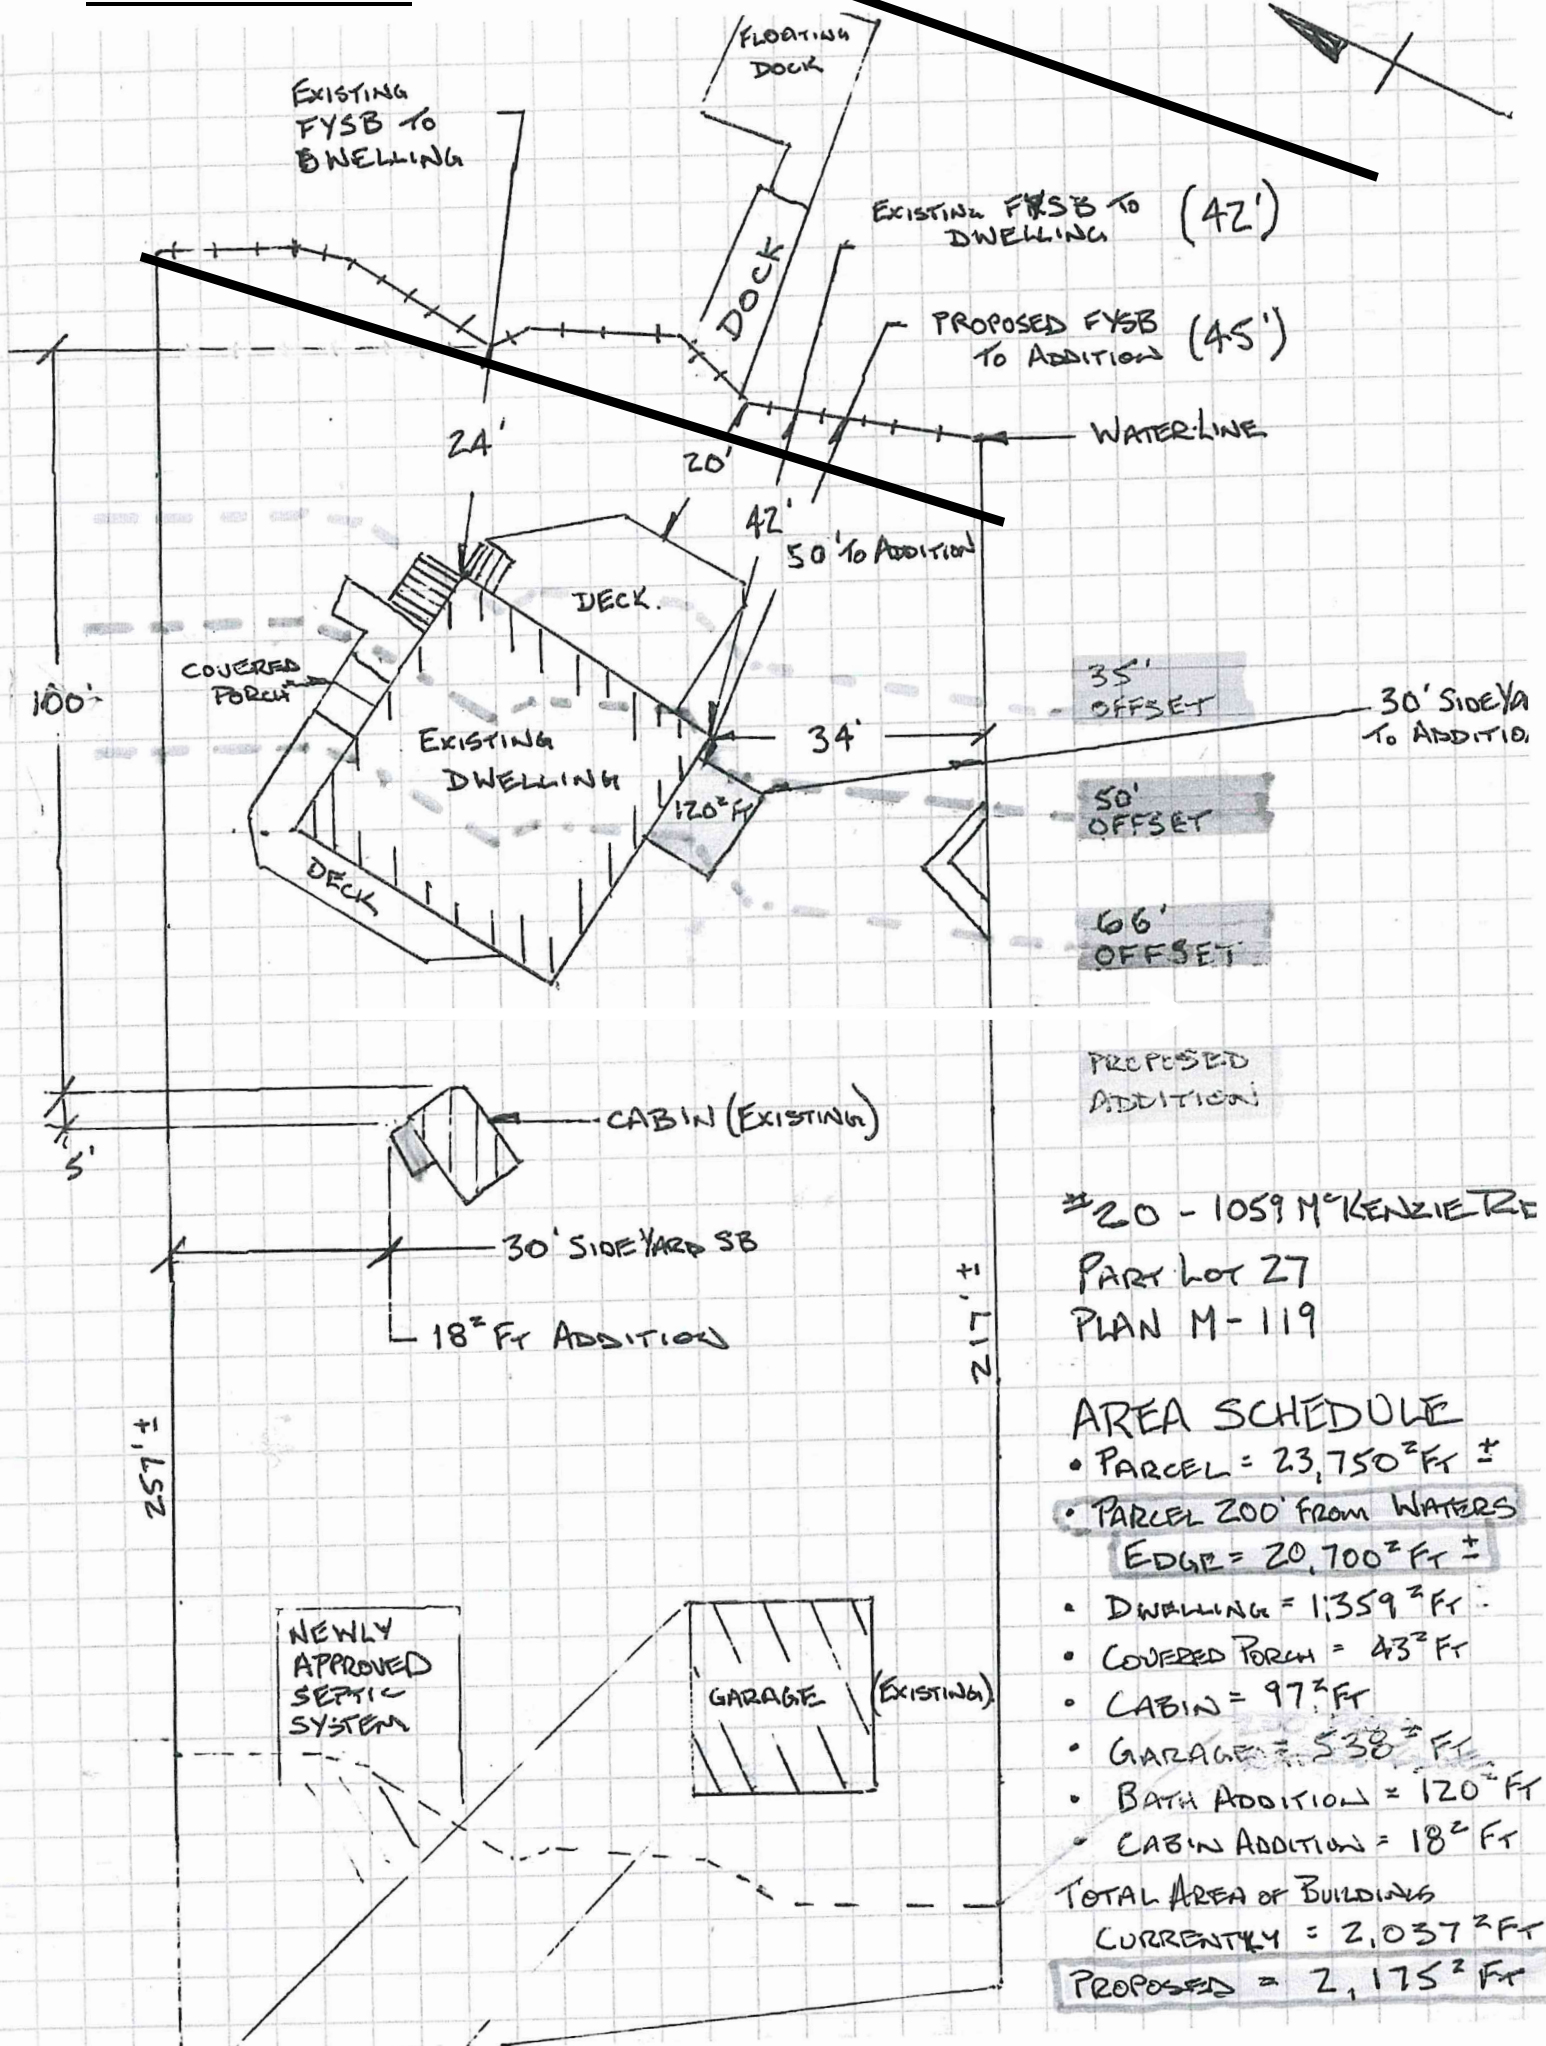 FLOATING
DOCK
EXISTING
FYSB TO
DWELLING
EXISTING FYSB TO (42')
DWELLING
DOCK
PROPOSED FYSB (45')
TO ADDITION
WATER-LINE
24'
20'
42'
50' TO ADDITION
DECK.
COVERED
PORCH
35'
OFFSET
100'
30' SIDE YA
TO ADDITIO
34'
EXISTING
DWELLING
120² FT
50'
OFFSET
DECK
66'
OFFSET
PROPOSED
ADDITION
CABIN (EXISTING)
5'
#20 - 1059 McKENZIE RE
30' SIDE YARD SB
PART LOT 27
PLAN M-119
18² FT ADDITION
217' ±
257' ±
AREA SCHEDULE
• PARCEL = 23,750² FT ±
• PARCEL 200' FROM WATERS
EDGE = 20,700² FT ±
• DWELLING = 1,359² FT
• COVERED PORCH = 43² FT
• CABIN = 97² FT
• GARAGE = 538² FT
• BATH ADDITION = 120² FT
• CABIN ADDITION = 18² FT
TOTAL AREA OF BUILDINGS
CURRENTLY = 2,037² FT
PROPOSED = 2,175² FT
NEWLY
APPROVED
SEPTIC
SYSTEM
GARAGE (EXISTING)